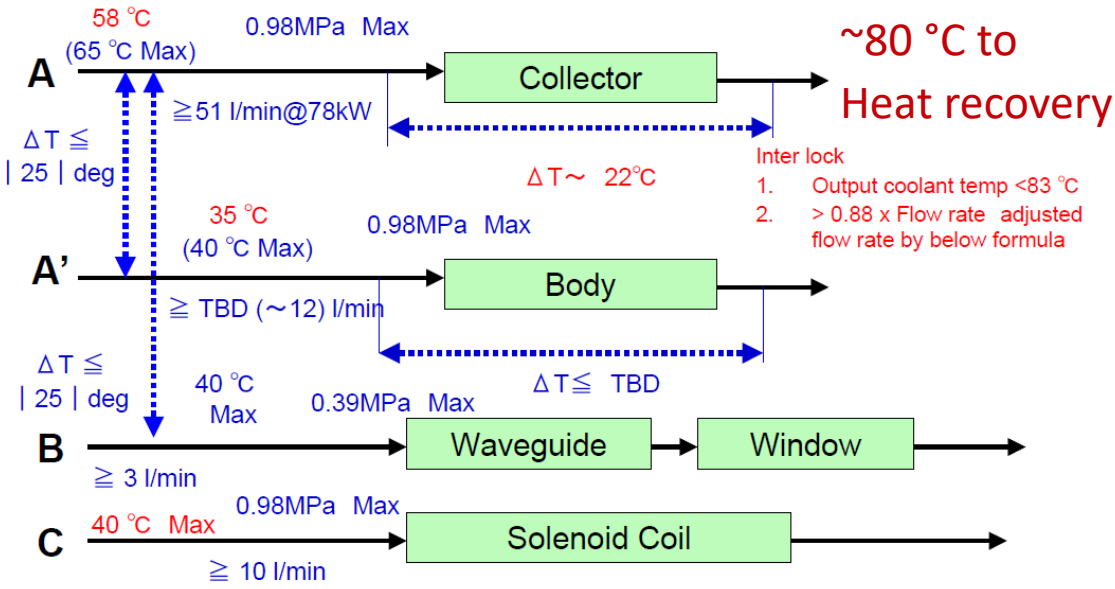 58 ℃
(65 ℃ Max)
0.98MPa Max
~80 °C to
Heat recovery
A
Collector
≧51 l/min@78kW
ΔT ≦
| 25 | deg
ΔT～ 22℃
Inter lock
1. Output coolant temp <83 ℃
2. > 0.88 x Flow rate adjusted
flow rate by below formula
35 ℃
(40 ℃ Max)
0.98MPa Max
A’
Body
≧ TBD (～12) l/min
ΔT ≦
| 25 | deg
ΔT≦ TBD
40 ℃
Max
0.39MPa Max
B
Waveguide
Window
≧ 3 l/min
0.98MPa Max
40 ℃ Max
C
Solenoid Coil
≧ 10 l/min